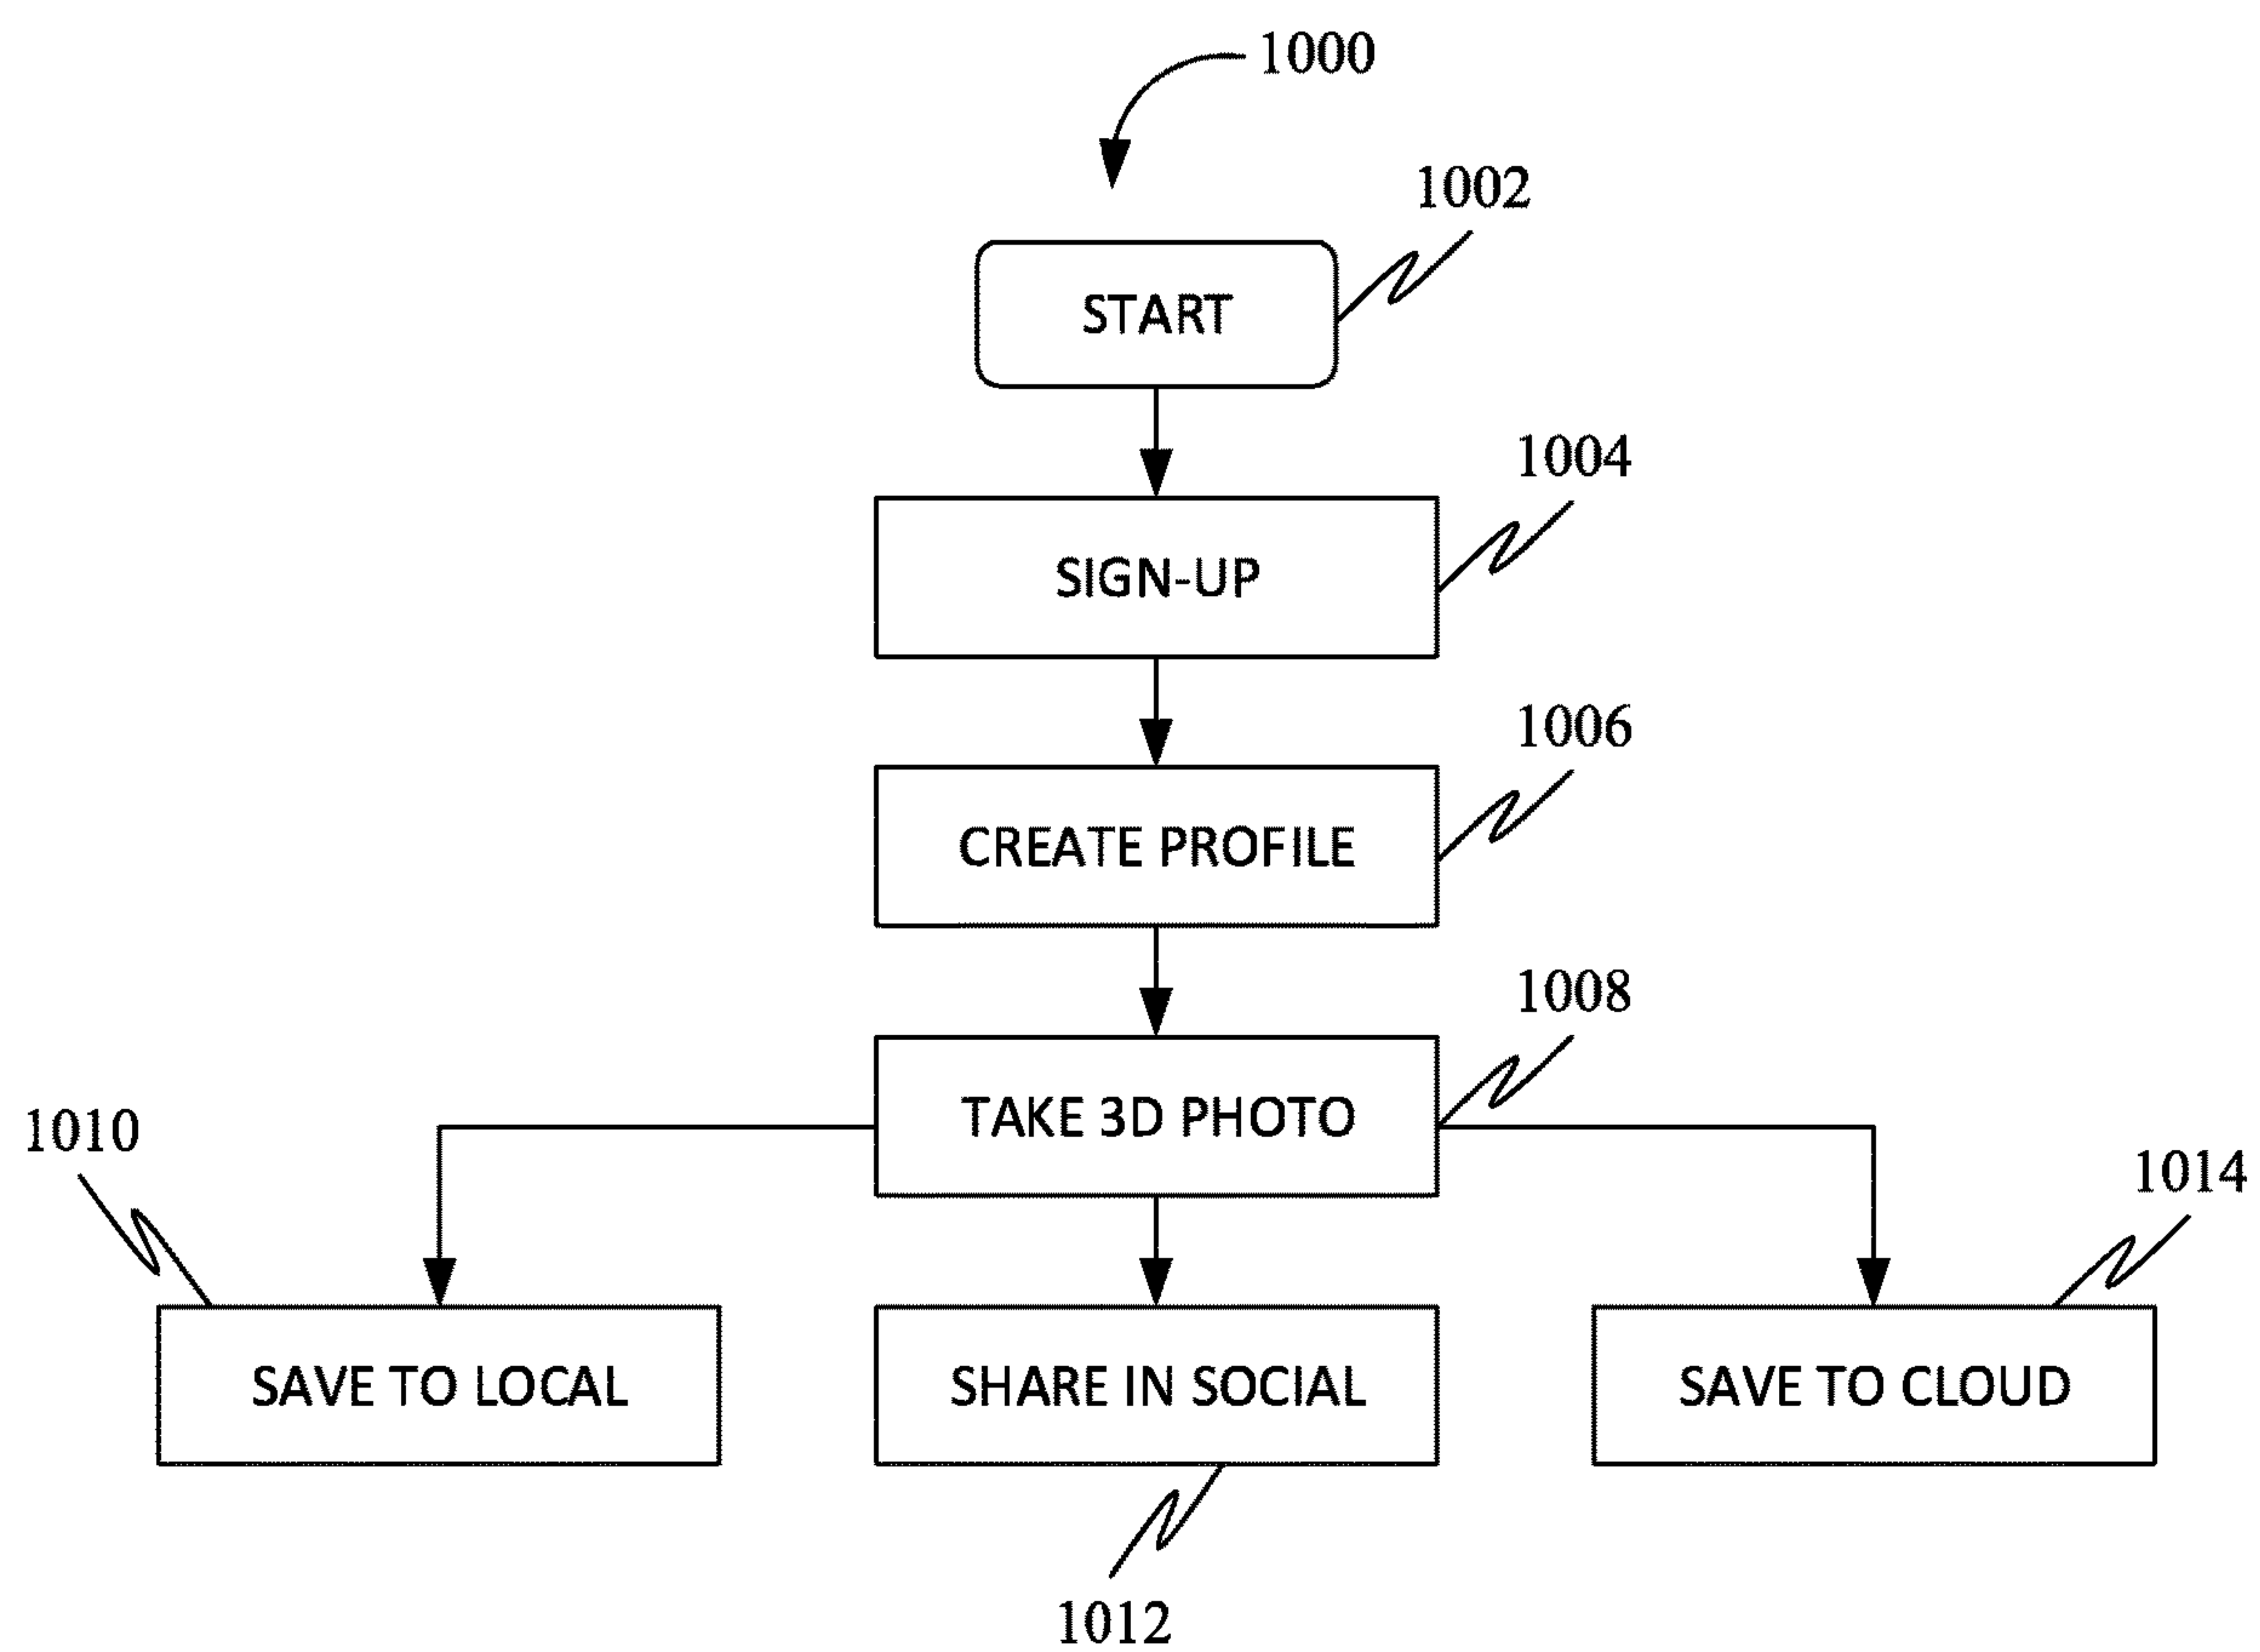 1000
1002
START
1004
SIGN-UP
1006
CREATE PROFILE
1008
TAKE 3D PHOTO
1010
1014
SAVE TO LOCAL
SHARE IN SOCIAL
SAVE TO CLOUD
1012